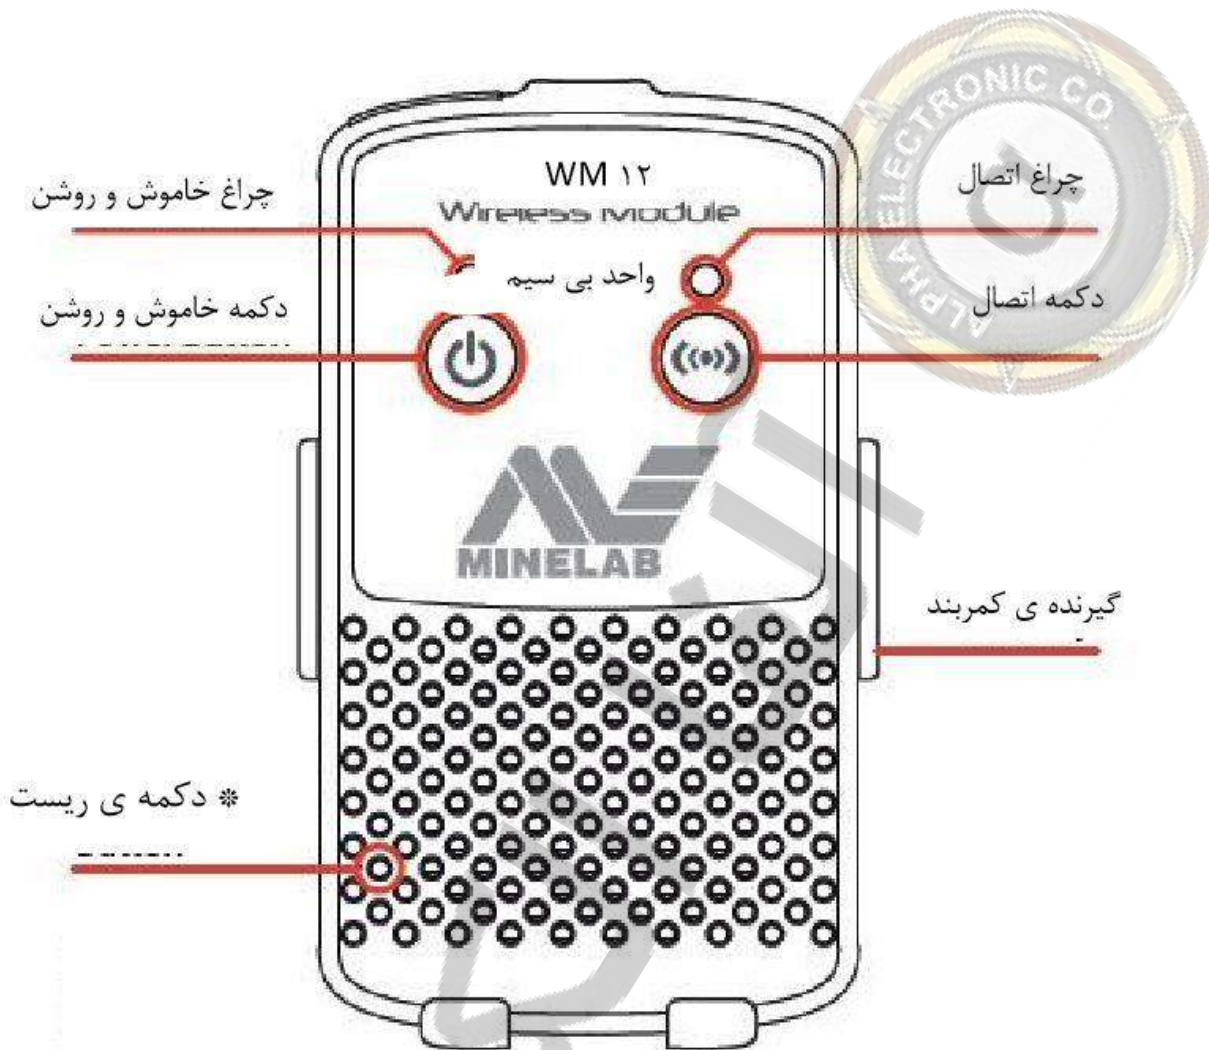 WM ۱۲
Wireless Module
واحد بی سیم
چراغ خاموش و روشن
چراغ اتصال
دکمه خاموش و روشن
دکمه اتصال
MINELAB
گیرنده ی کمربند
* دکمه ی ریست
ALPHA ELECTRONIC CO.